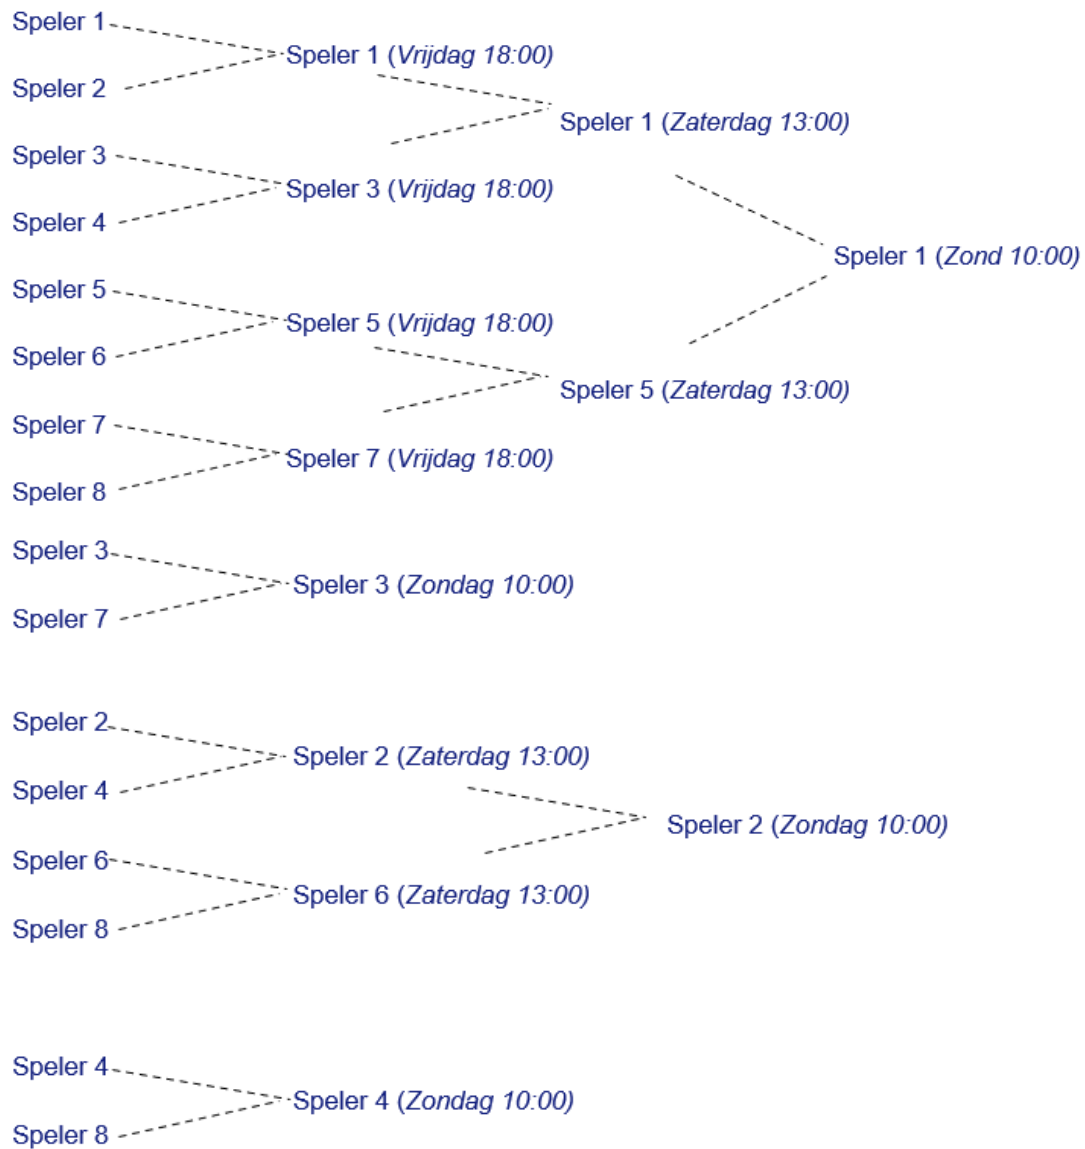 Speler 1
Speler 1 (Vrijdag 18:00)
Speler 2
Speler 1 (Zaterdag 13:00)
Speler 3
Speler 3 (Vrijdag 18:00)
Speler 4
Speler 1 (Zond 10:00)
Speler 5
Speler 5 (Vrijdag 18:00)
Speler 6
Speler 5 (Zaterdag 13:00)
Speler 7
Speler 7 (Vrijdag 18:00)
Speler 8
Speler 3
Speler 3 (Zondag 10:00)
Speler 7
Speler 2
Speler 2 (Zaterdag 13:00)
Speler 4
Speler 2 (Zondag 10:00)
Speler 6
Speler 6 (Zaterdag 13:00)
Speler 8
Speler 4
Speler 4 (Zondag 10:00)
Speler 8